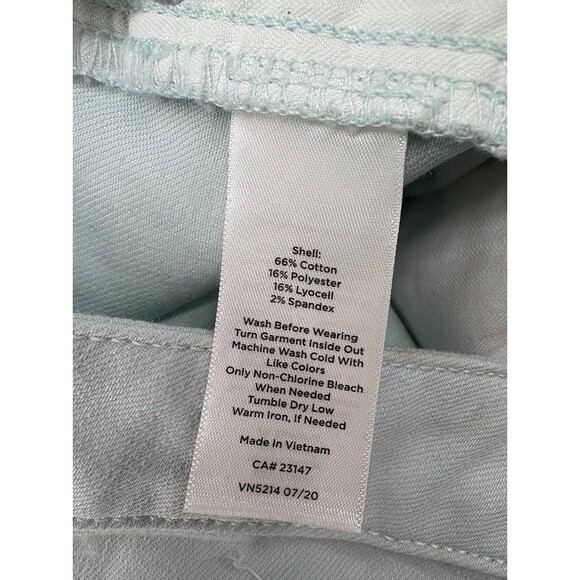 Shell:
66% Cotton
16% Polyester
16% Lyocell
2% Spandex
Wash Before Wearing
Turn Garment Inside Out
Machine Wash Cold With
Like Colors
Only Non-Chlorine Bleach
When Needed
Tumble Dry Low
Warm Iron, If Needed
Made In Vietnam
CA# 23147
VN5214 07/20